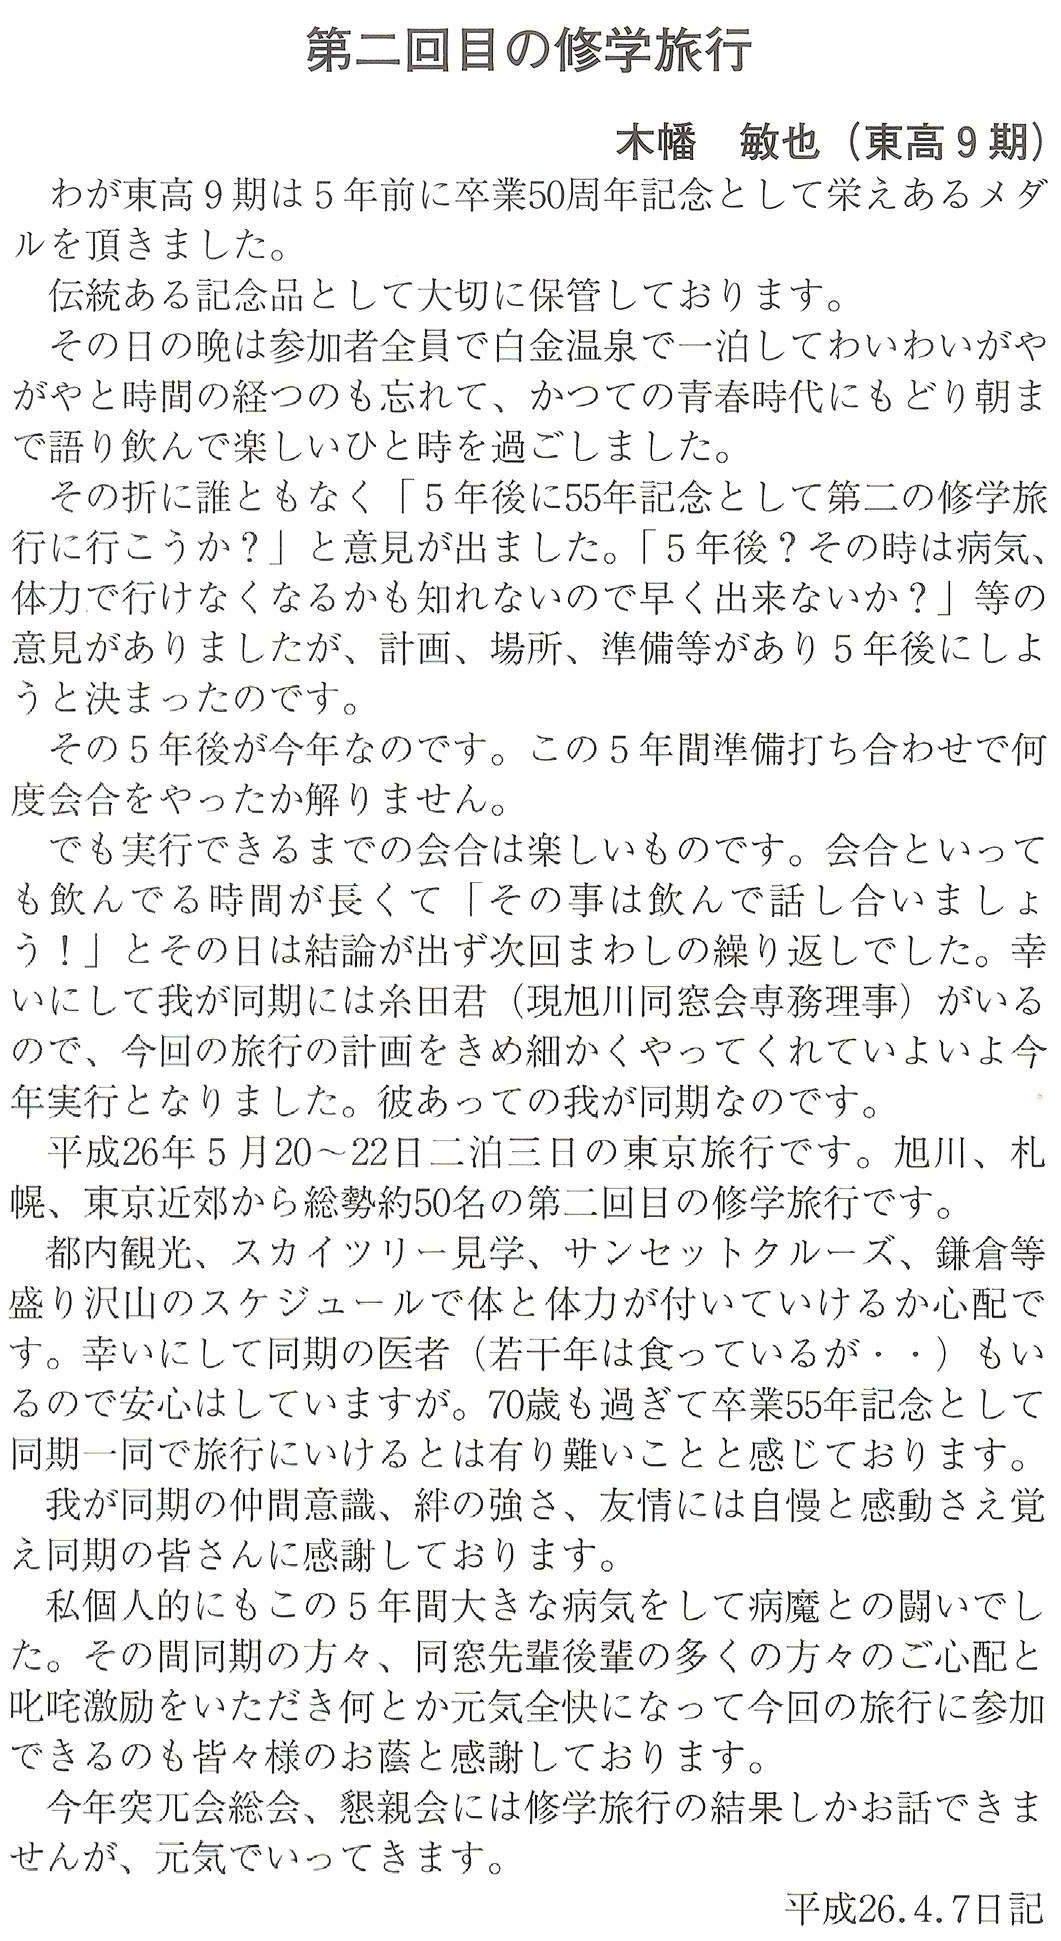 第二回目の修学旅行
木幡　敏也（東高９期）
　わが東高９期は５年前に卒業50周年記念として栄えあるメダ
ルを頂きました。
　伝統ある記念品として大切に保管しております。
　その日の晩は参加者全員で白金温泉で一泊してわいわいがや
がやと時間の経つのも忘れて、かつての青春時代にもどり朝ま
で語り飲んで楽しいひと時を過ごしました。
　その折に誰ともなく「５年後に55年記念として第二の修学旅
行に行こうか？」と意見が出ました。「５年後？その時は病気、
体力で行けなくなるかも知れないので早く出来ないか？」等の
意見がありましたが、計画、場所、準備等があり５年後にしよ
うと決まったのです。
　その５年後が今年なのです。この５年間準備打ち合わせで何
度会合をやったか解りません。
　でも実行できるまでの会合は楽しいものです。会合といって
も飲んでる時間が長くて「その事は飲んで話し合いましょ
う！」とその日は結論が出ず次回まわしの繰り返しでした。幸
いにして我が同期には糸田君（現旭川同窓会専務理事）がいる
ので、今回の旅行の計画をきめ細かくやってくれていよいよ今
年実行となりました。彼あっての我が同期なのです。
　平成26年５月20～22日二泊三日の東京旅行です。旭川、札
幌、東京近郊から総勢約50名の第二回目の修学旅行です。
　都内観光、スカイツリー見学、サンセットクルーズ、鎌倉等
盛り沢山のスケジュールで体と体力が付いていけるか心配で
す。幸いにして同期の医者（若干年は食っているが・・）もい
るので安心はしていますが。70歳も過ぎて卒業55年記念として
同期一同で旅行にいけるとは有り難いことと感じております。
　我が同期の仲間意識、絆の強さ、友情には自慢と感動さえ覚
え同期の皆さんに感謝しております。
　私個人的にもこの５年間大きな病気をして病魔との闘いでし
た。その間同期の方々、同窓先輩後輩の多くの方々のご心配と
叱咤激励をいただき何とか元気全快になって今回の旅行に参加
できるのも皆々様のお蔭と感謝しております。
　今年突兀会総会、懇親会には修学旅行の結果しかお話できま
せんが、元気でいってきます。
平成26.4.7日記